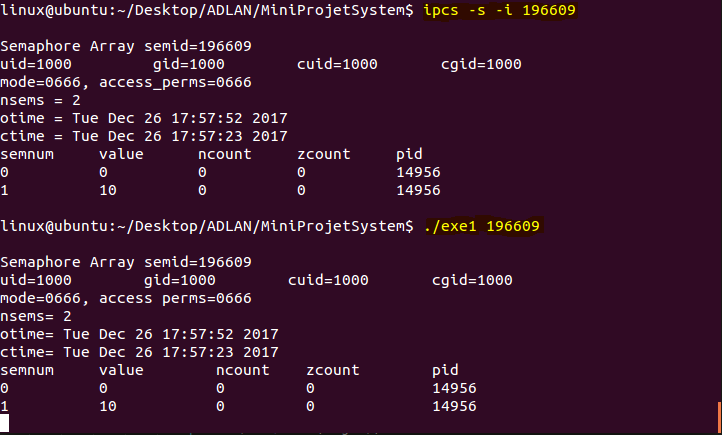 linux@ubuntu:~/Desktop/ADLAN/MiniProjetSystem$ ipcs -s -i 196609
Semaphore Array semid=196609
uid=1000 gid=1000 cuid=1000 cgid=1000
mode=0666, access_perms=0666
nsems = 2
otime = Tue Dec 26 17:57:52 2017
ctime = Tue Dec 26 17:57:23 2017
semnum value ncount zcount pid
0 0 0 0 14956
1 10 0 0 14956
linux@ubuntu:~/Desktop/ADLAN/MiniProjetSystem$ ./exe1 196609
Semaphore Array semid=196609
uid=1000 gid=1000 cuid=1000 cgid=1000
mode=0666, access perms=0666
nsems= 2
otime= Tue Dec 26 17:57:52 2017
ctime= Tue Dec 26 17:57:23 2017
semnum value ncount zcount pid
0 0 0 0 14956
1 10 0 0 14956